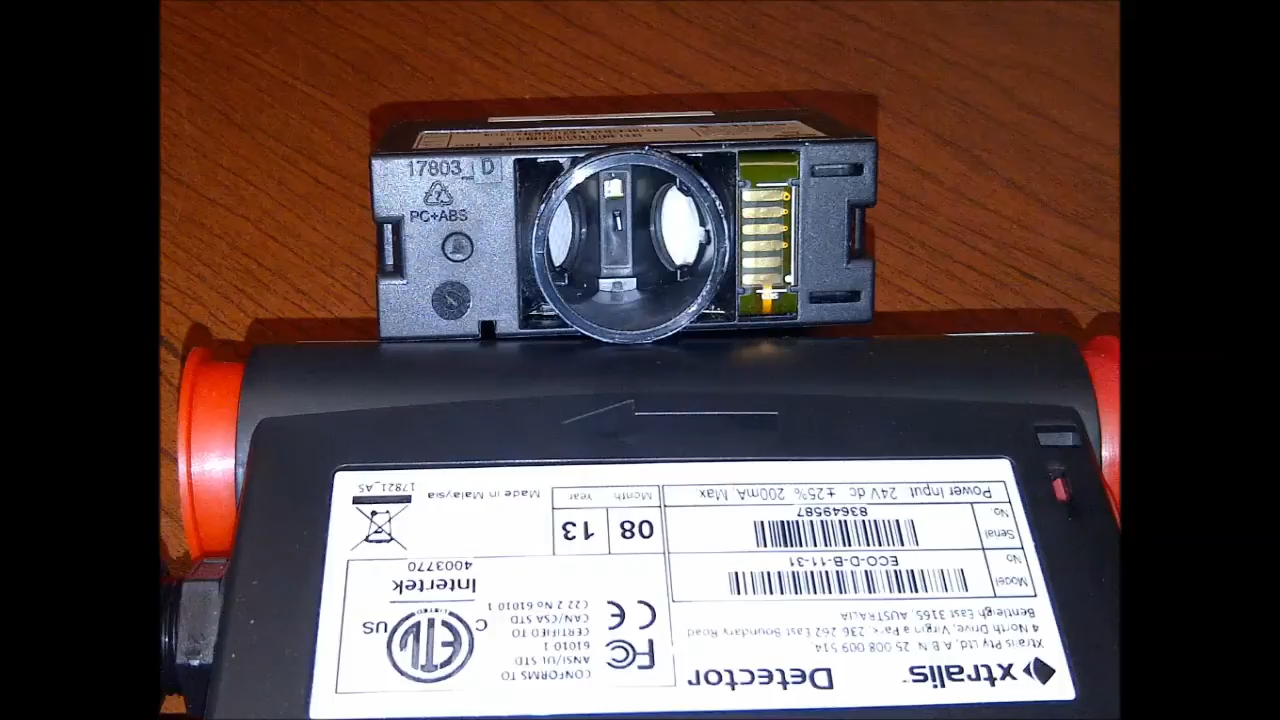 17803_ D
PC+ABS
xtralis™ Detector
Xtralis Pty Ltd, A B N 25 008 009 514,
4 North Drive, Virginia Park, 236 262 East Boundary Road
Bentleigh East 3165, AUSTRALIA
Model No
ECO-D-B-11-31
Serial No.
83649587
Power Input 24V dc ±25% 200mA, Max
FC CE
CONFORMS TO
ANSI/UL STD
61010 1
CERTIFIED TO
CAN/CSA STD
C22 2 No 61010 1
C ETL US
LISTED
Intertek
4003770
08 13
Month Year
Made in Malaysia
17821_A5